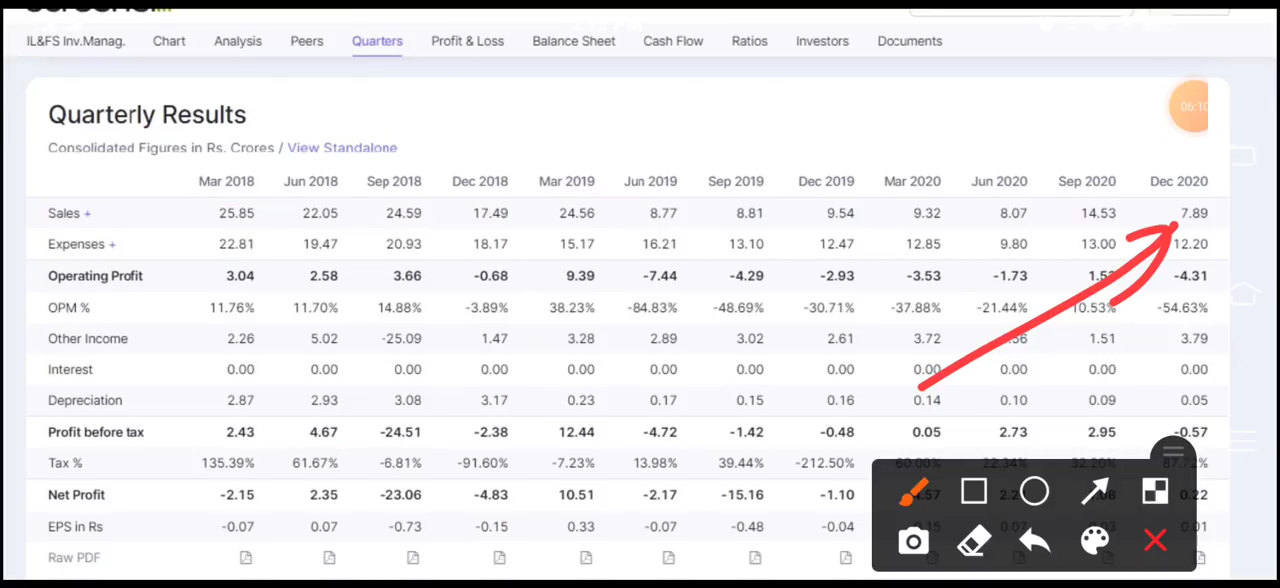 IL&FS Inv.Manag. Chart Analysis Peers Quarters Profit & Loss Balance Sheet Cash Flow Ratios Investors Documents
Quarterly Results
06:10
Consolidated Figures in Rs. Crores / View Standalone
Mar 2018 Jun 2018 Sep 2018 Dec 2018 Mar 2019 Jun 2019 Sep 2019 Dec 2019 Mar 2020 Jun 2020 Sep 2020 Dec 2020
Sales + 25.85 22.05 24.59 17.49 24.56 8.77 8.81 9.54 9.32 8.07 14.53 7.89
Expenses + 22.81 19.47 20.93 18.17 15.17 16.21 13.10 12.47 12.85 9.80 13.00 12.20
Operating Profit 3.04 2.58 3.66 -0.68 9.39 -7.44 -4.29 -2.93 -3.53 -1.73 -4.31
OPM % 11.76% 11.70% 14.88% -3.89% 38.23% -84.83% -48.69% -30.71% -37.88% -21.44% 10.53% -54.63%
Other Income 2.26 5.02 -25.09 1.47 3.28 2.89 3.02 2.61 3.72 1.51 3.79
Interest 0.00 0.00 0.00 0.00 0.00 0.00 0.00 0.00 0.00 0.00 0.00 0.00
Depreciation 2.87 2.93 3.08 3.17 0.23 0.17 0.15 0.16 0.14 0.10 0.09 0.05
Profit before tax 2.43 4.67 -24.51 -2.38 12.44 -4.72 -1.42 -0.48 0.05 2.73 2.95 -0.57
Tax % 135.39% 61.67% -6.81% -91.60% -7.23% 13.98% 39.44% -212.50% 87.72%
Net Profit -2.15 2.35 -23.06 -4.83 10.51 -2.17 -15.16 -1.10 0.22
EPS in Rs -0.07 0.07 -0.73 -0.15 0.33 -0.07 -0.48 -0.04
Raw PDF